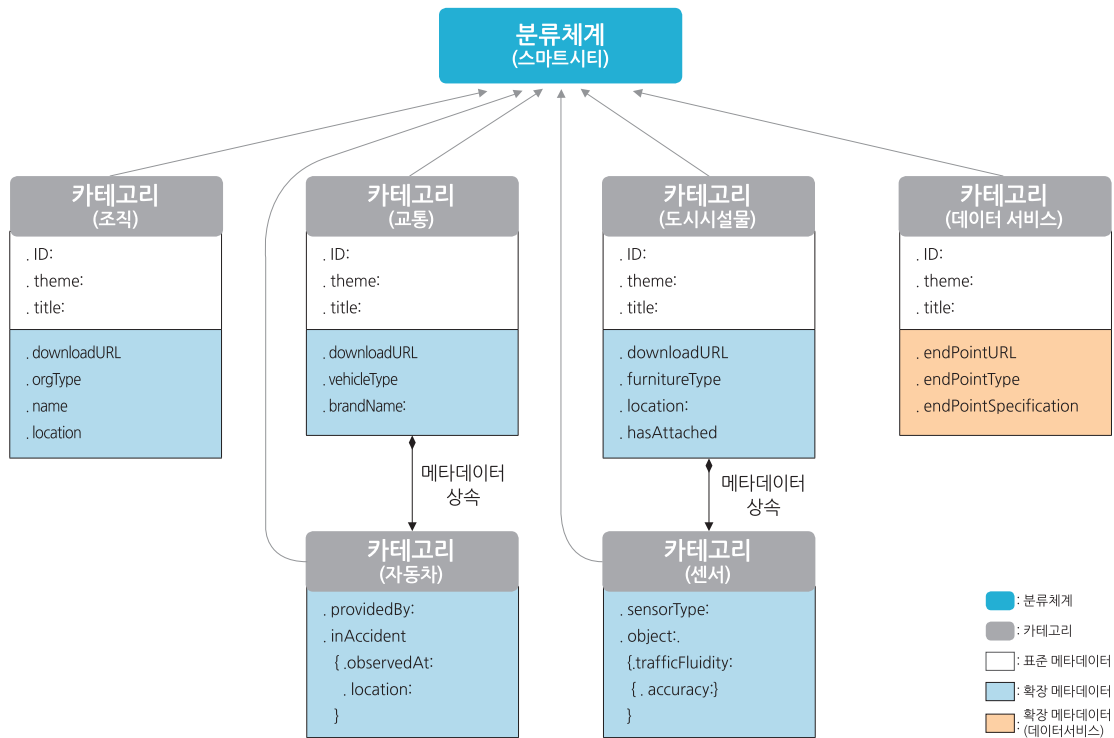 분류체계
(스마트시티)
카테고리
(조직)
. ID:
. theme:
. title:
. downloadURL
. orgType
. name
. location
카테고리
(교통)
. ID:
. theme:
. title:
. downloadURL
. vehicleType
. brandName:
카테고리
(도시시설물)
. ID:
. theme:
. title:
. downloadURL
. furnitureType
. location:
. hasAttached
카테고리
(데이터 서비스)
. ID:
. theme:
. title:
. endPointURL
. endPointType
. endPointSpecification
메타데이터
상속
메타데이터
상속
카테고리
(자동차)
. providedBy:
. inAccident
{ .observedAt:
. location:
}
카테고리
(센서)
. sensorType:
. object:.
{.trafficFluidity:
{ . accuracy:}
}
: 분류체계
: 카테고리
: 표준 메타데이터
: 확장 메타데이터
: 확장 메타데이터
(데이터서비스)